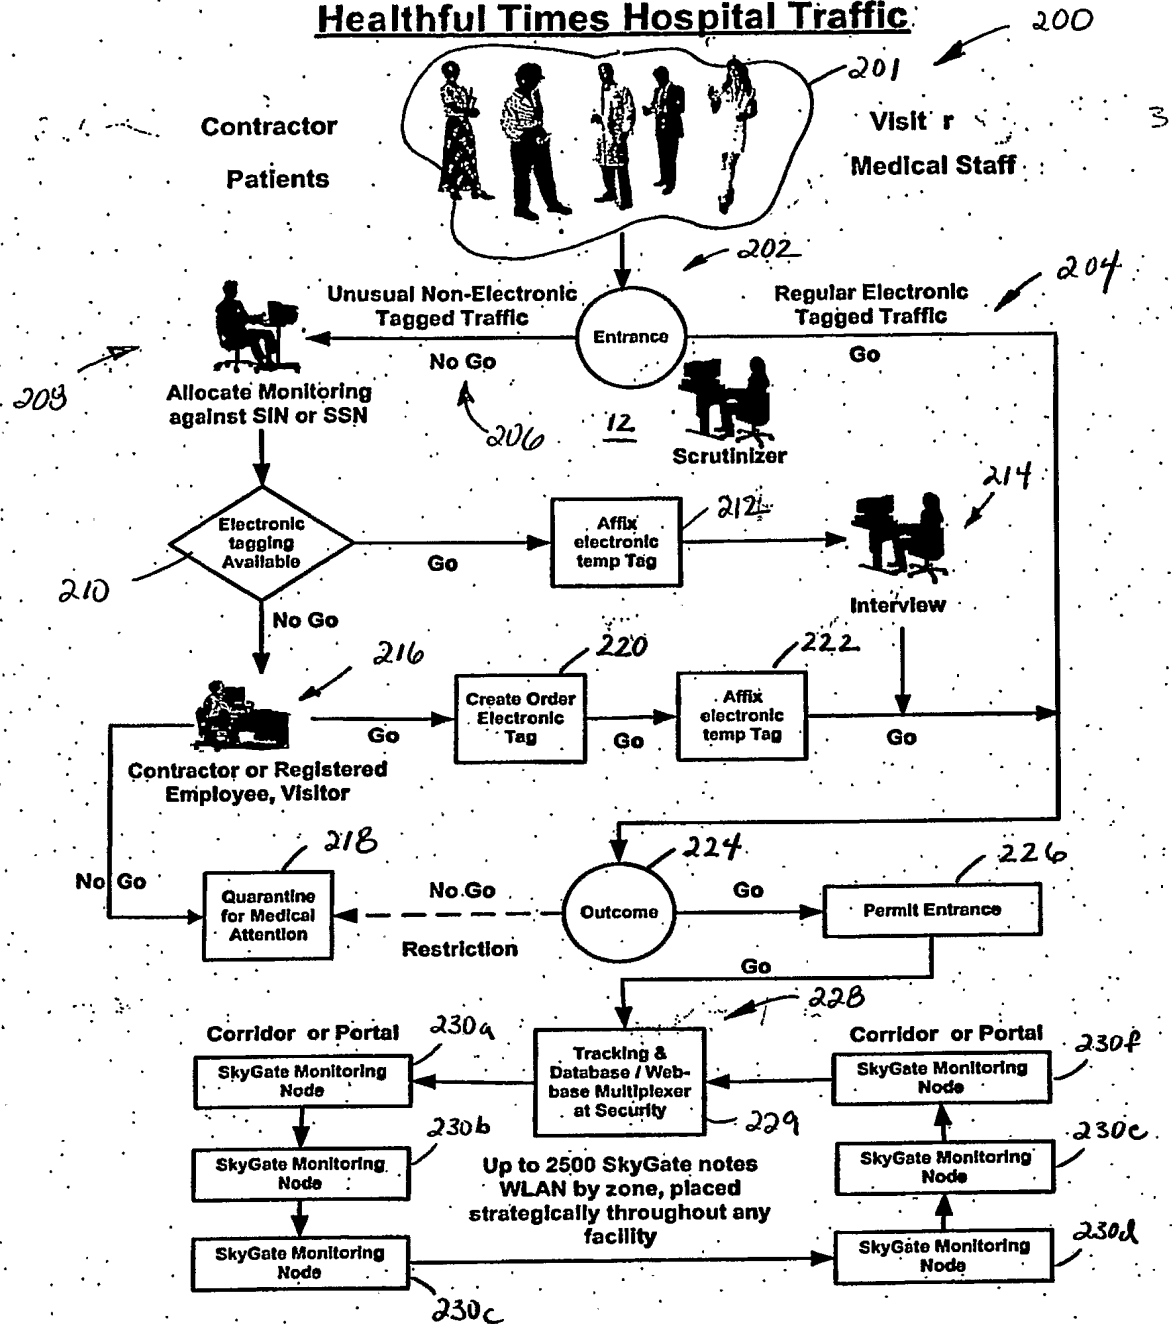 Healthful Times Hospital Traffic
200
201
Contractor
Patients
Visit r
Medical Staff
3
202
204
Unusual Non-Electronic
Tagged Traffic
No Go
Entrance
Regular Electronic
Tagged Traffic
Go
208
Allocate Monitoring
against SIN or SSN
206
12
Scrutinizer
214
Electronic
tagging
Available
210
Go
Affix
electronic
temp Tag
212
Interview
No Go
216
220
222
Create Order
Electronic
Tag
Affix
electronic
temp Tag
Go
Go
Go
Contractor or Registered
Employee, Visitor
218
224
226
No Go
Quarantine
for Medical
Attention
No Go
Restriction
Outcome
Go
Permit Entrance
Go
228
Corridor or Portal
230a
SkyGate Monitoring
Node
Tracking &
Database / Web-
base Multiplexer
at Security
229
Corridor or Portal
230f
SkyGate Monitoring
Node
230b
SkyGate Monitoring
Node
230e
SkyGate Monitoring
Node
Up to 2500 SkyGate notes
WLAN by zone, placed
strategically throughout any
facility
SkyGate Monitoring
Node
230c
SkyGate Monitoring
Node
230d